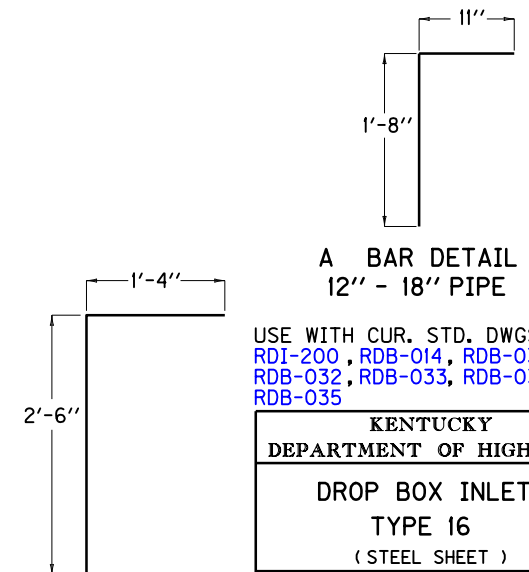 11''
1'-8''
A BAR DETAIL
12'' - 18'' PIPE
1'-4''
2'-6''
USE WITH CUR. STD. DWGS
RDI-200, RDB-014,
RDB-032, RDB-033,
RDB-035
KENTUCKY
DEPARTMENT OF
DROP BOX INLET
TYPE 16
( STEEL SHEET )